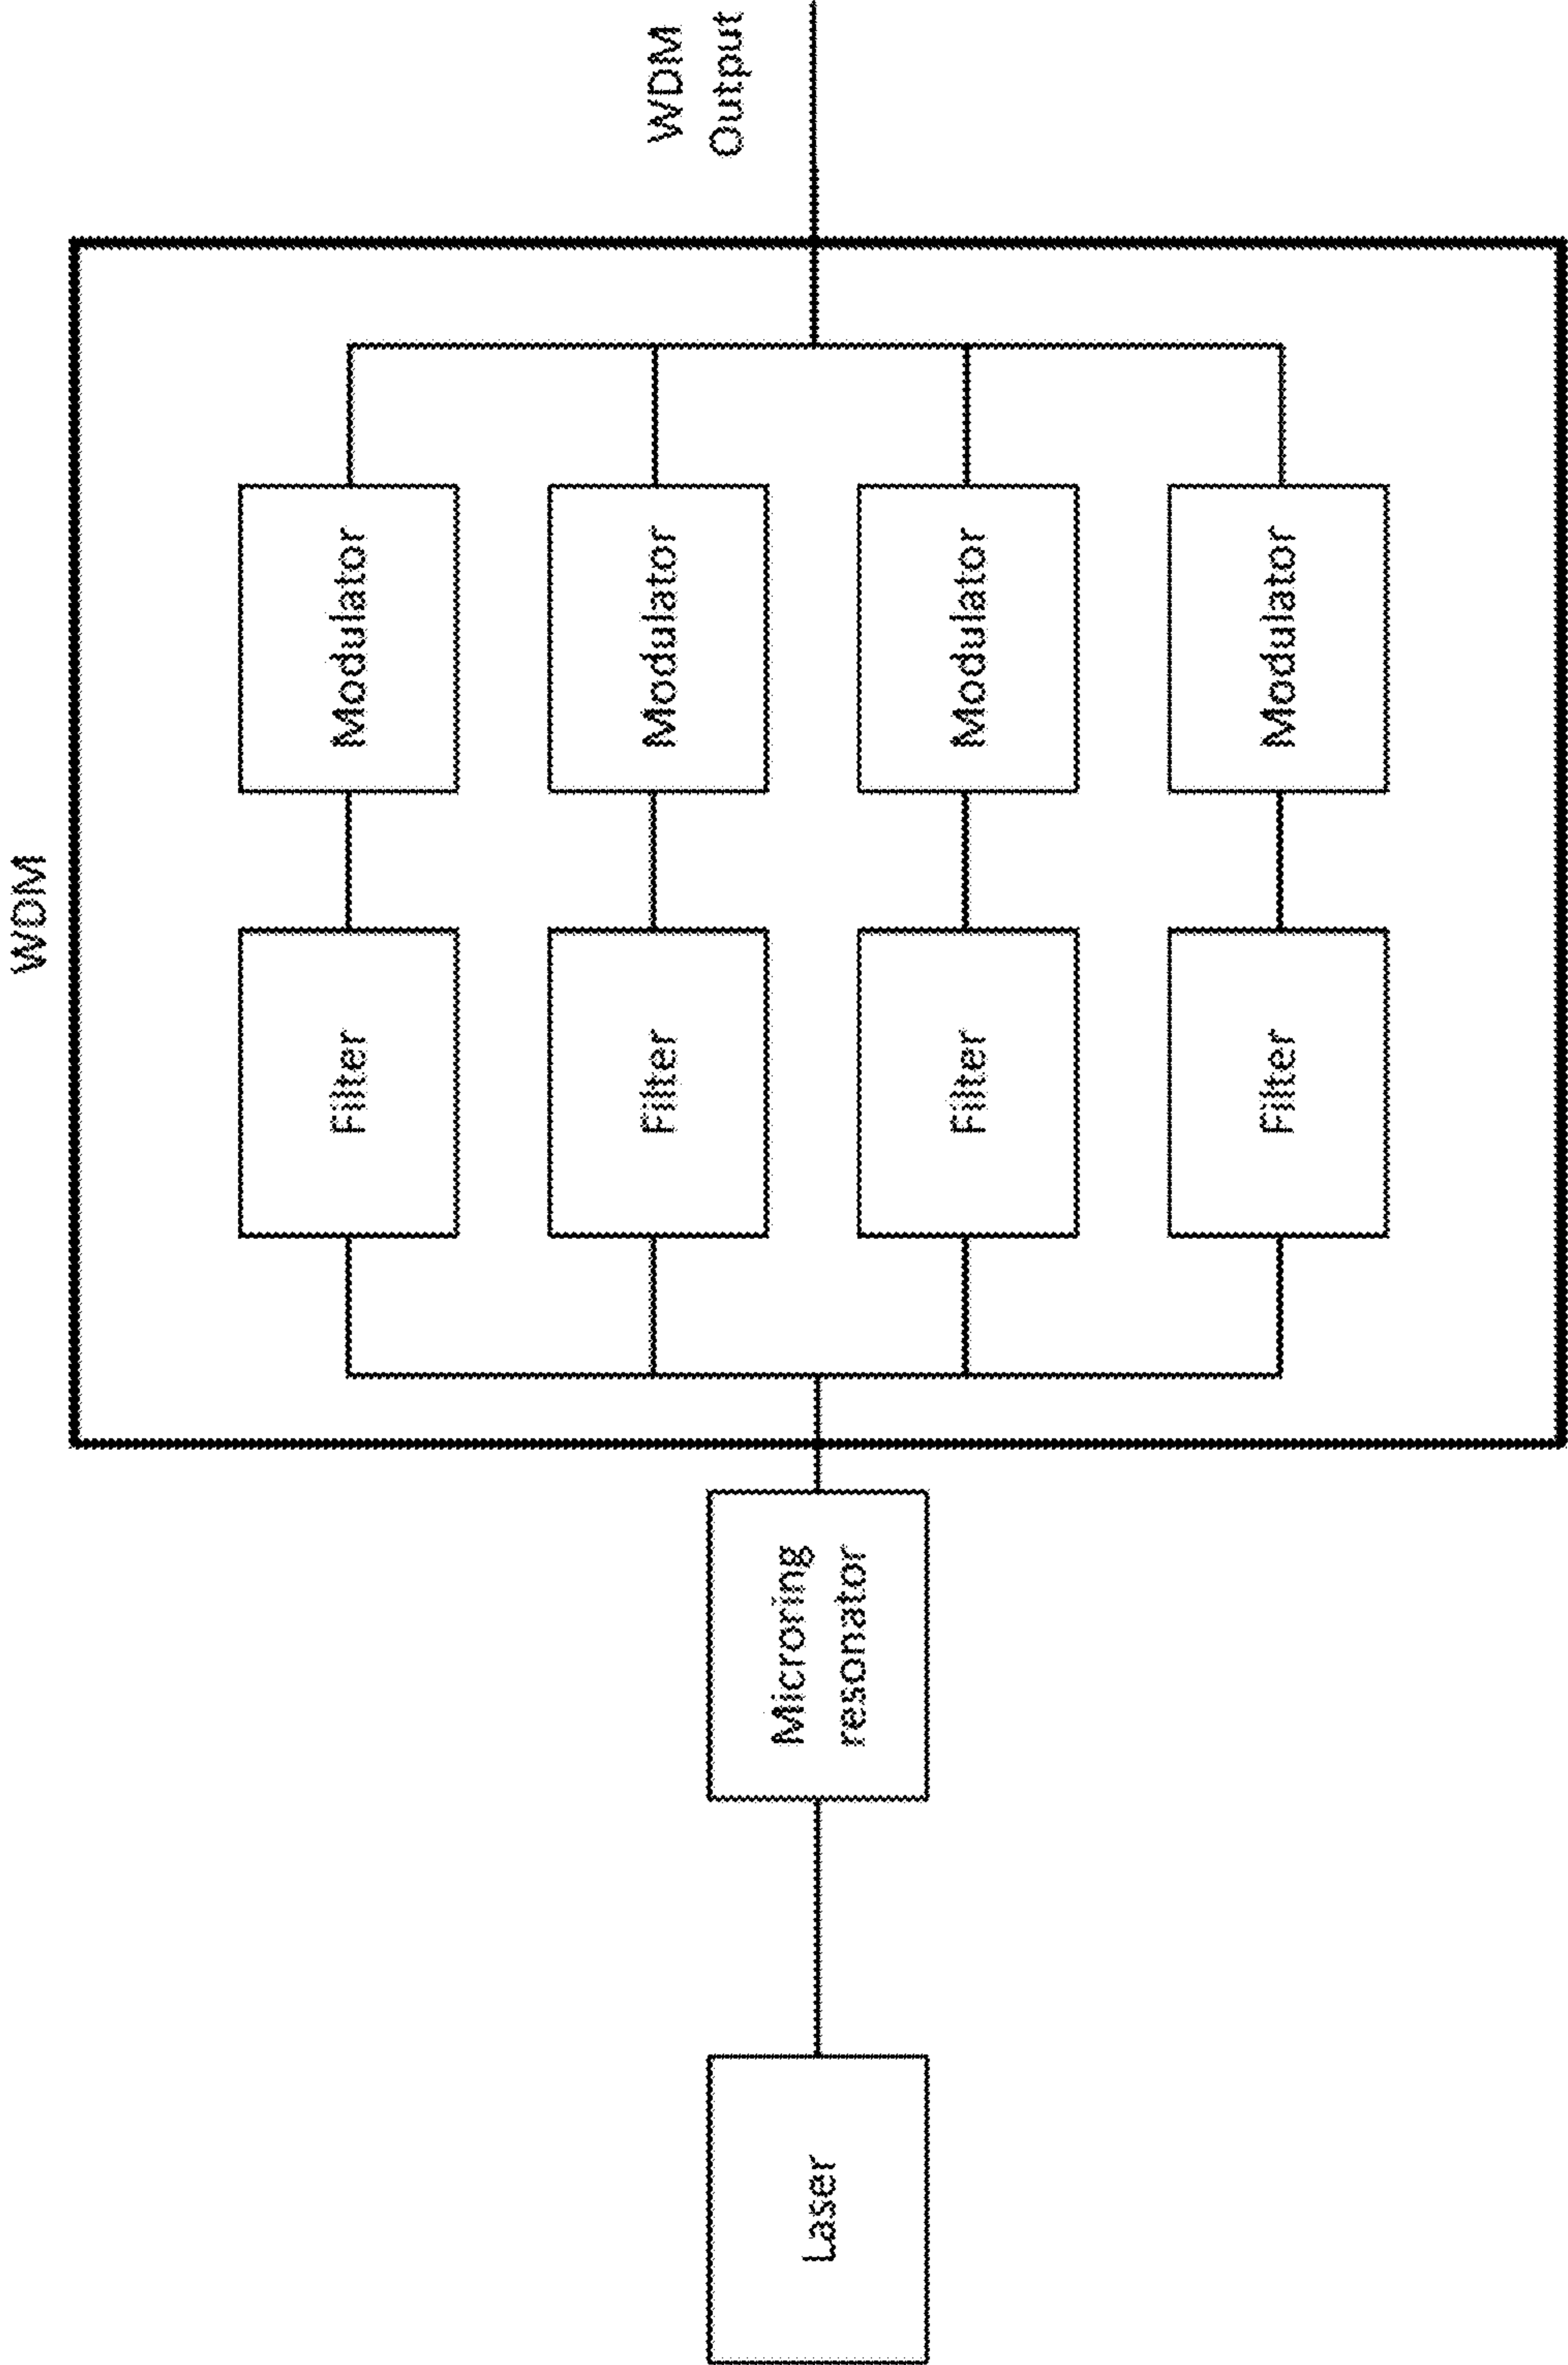 WDM
Laser
Microring
resonator
Filter
Modulator
Filter
Modulator
Filter
Modulator
Filter
Modulator
WDM
Output